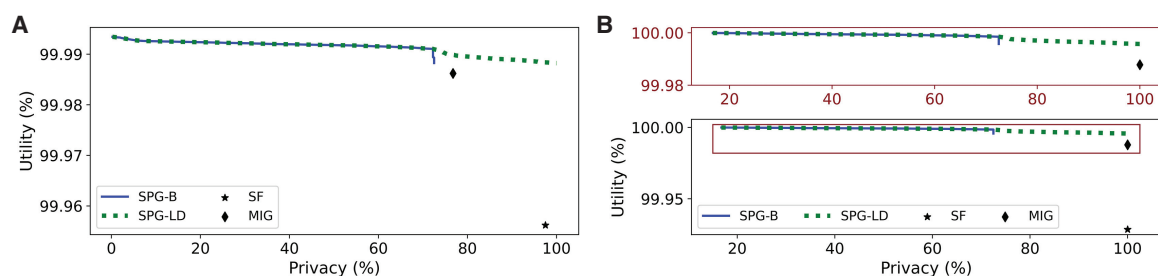 A
Utility (%)
99.99
99.98
99.97
99.96
SPG-B
SPG-LD
SF
MIG
0 20 40 60 80 100
Privacy (%)
B
100.00
99.98
20 40 60 80 100
Utility (%)
100.00
99.95
SPG-B SPG-LD SF MIG
20 40 60 80 100
Privacy (%)